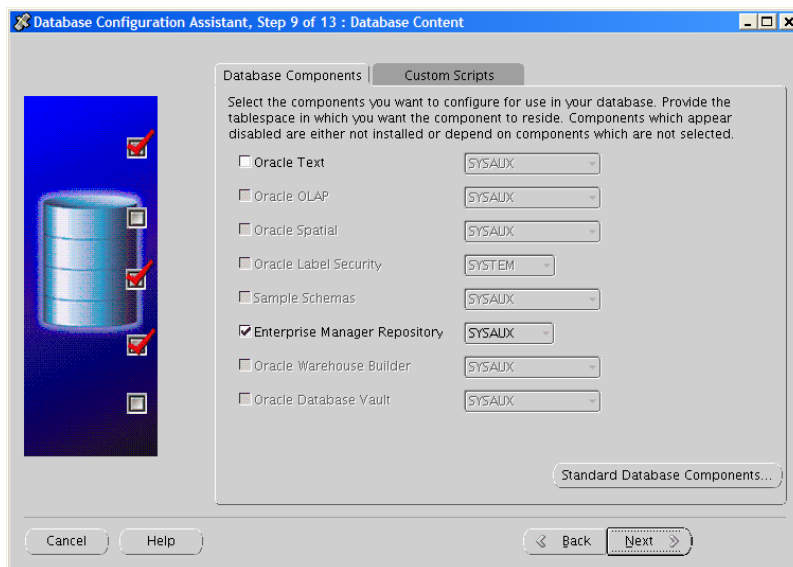 Database Configuration Assistant, Step 9 of 13 : Database Content
Database Components Custom Scripts
Select the components you want to configure for use in your database. Provide the
tablespace in which you want the component to reside. Components which appear
disabled are either not installed or depend on components which are not selected.
Oracle Text SYSAUX
Oracle OLAP SYSAUX
Oracle Spatial SYSAUX
Oracle Label Security SYSTEM
Sample Schemas SYSAUX
Enterprise Manager Repository SYSAUX
Oracle Warehouse Builder SYSAUX
Oracle Database Vault SYSAUX
Standard Database Components...
Cancel Help Back Next